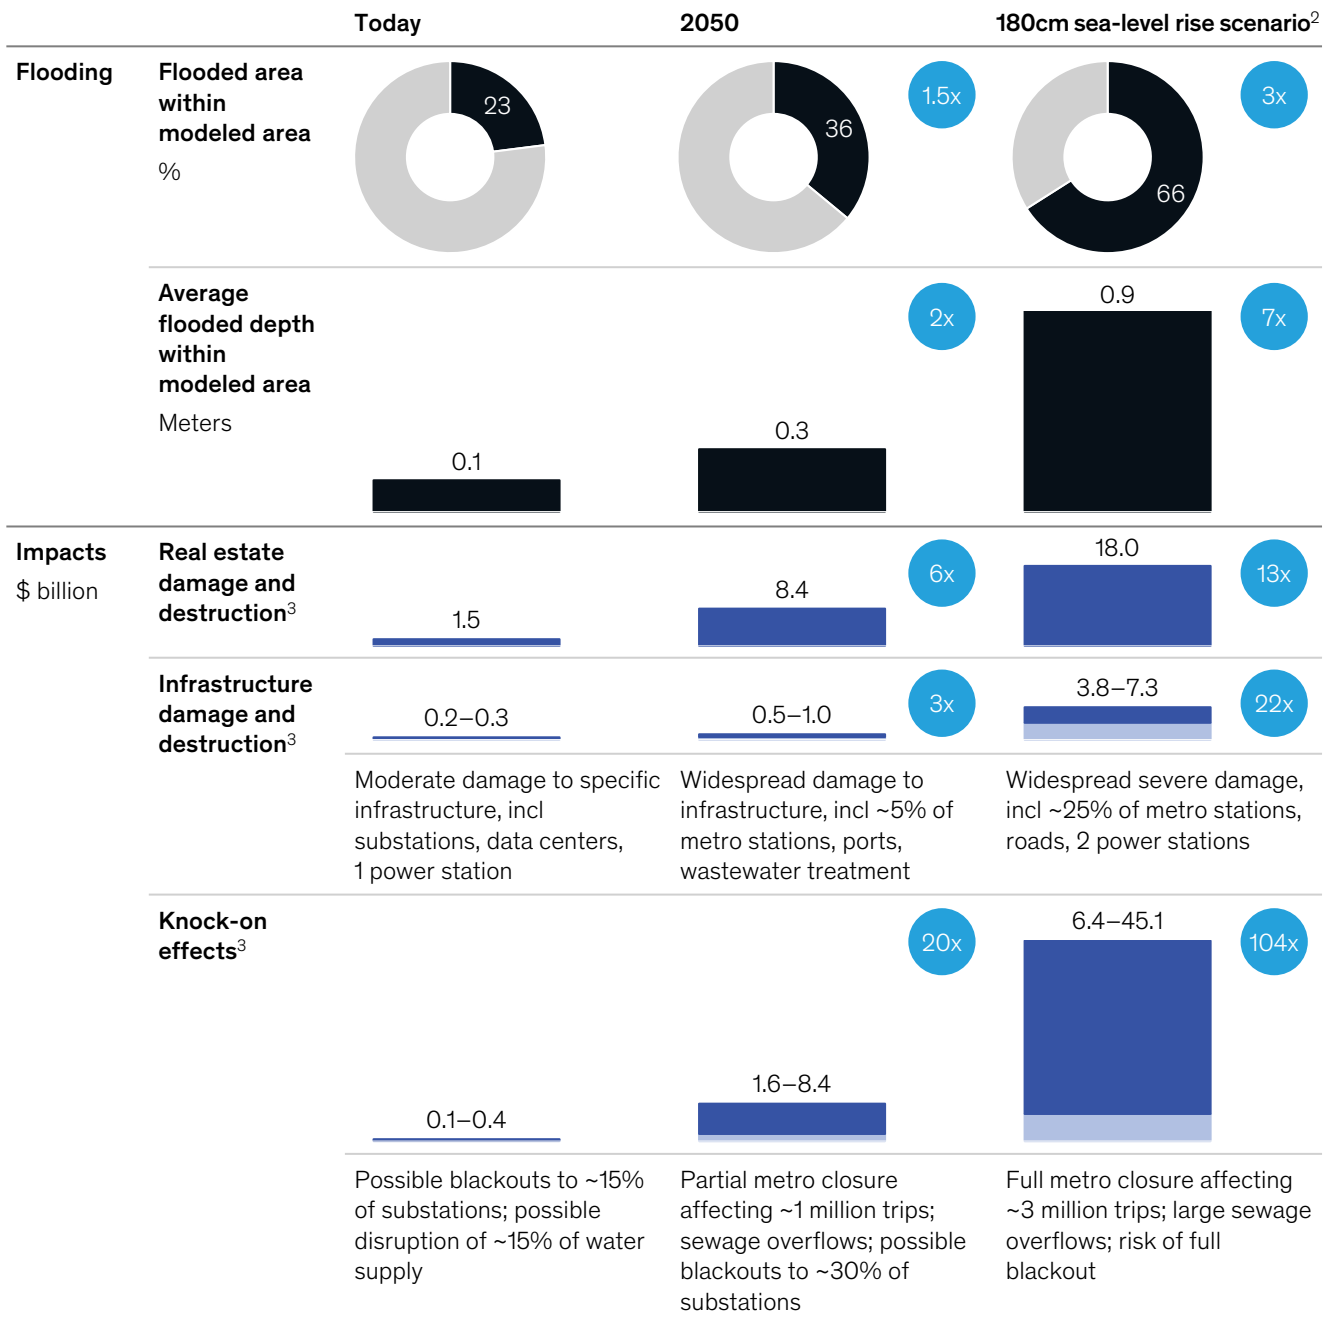 Today
2050
180cm sea-level rise scenario²
Flooding
Flooded area
within
modeled area
%
23
36
1.5x
66
3x
Average
flooded depth
within
modeled area
Meters
0.1
0.3
2x
0.9
7x
Impacts
$ billion
Real estate
damage and
destruction³
1.5
8.4
6x
18.0
13x
Infrastructure
damage and
destruction³
0.2–0.3
0.5–1.0
3x
3.8–7.3
22x
Moderate damage to specific
infrastructure, incl
substations, data centers,
1 power station
Widespread damage to
infrastructure, incl ~5% of
metro stations, ports,
wastewater treatment
Widespread severe damage,
incl ~25% of metro stations,
roads, 2 power stations
Knock-on
effects³
0.1–0.4
1.6–8.4
20x
6.4–45.1
104x
Possible blackouts to ~15%
of substations; possible
disruption of ~15% of water
supply
Partial metro closure
affecting ~1 million trips;
sewage overflows; possible
blackouts to ~30% of
substations
Full metro closure affecting
~3 million trips; large sewage
overflows; risk of full
blackout